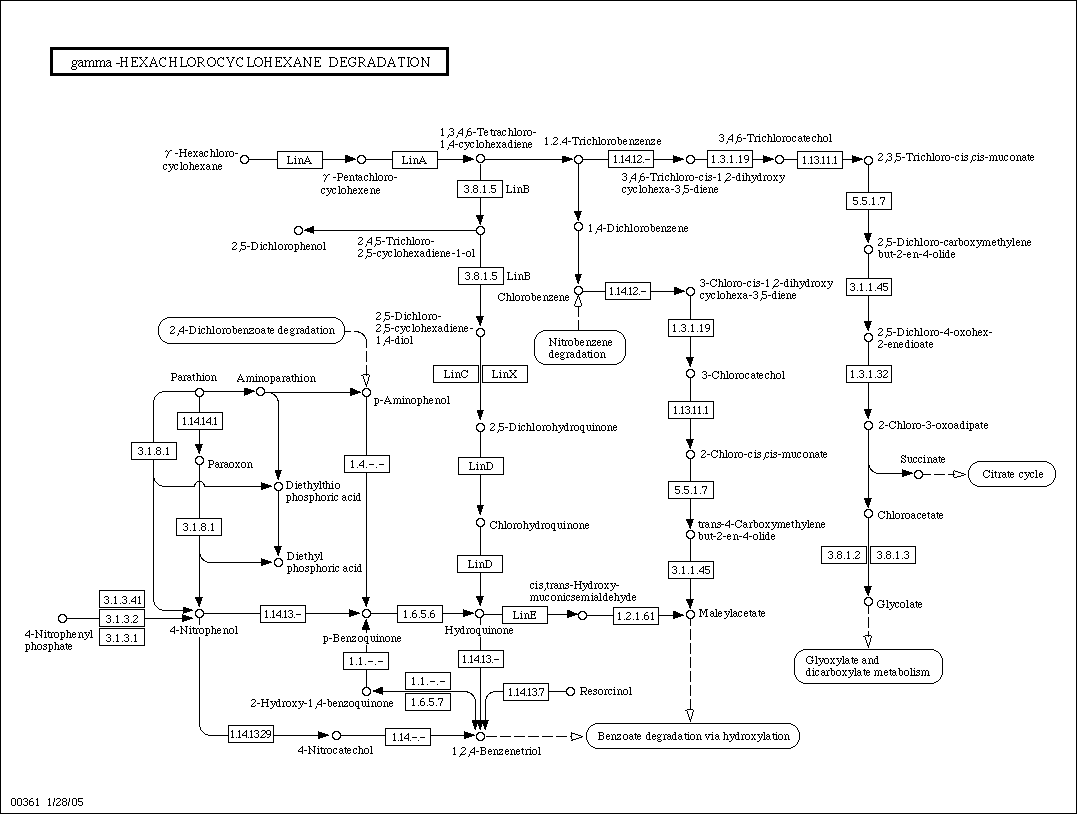 gamma -HEXACHLOROCYCLOHEXANE DEGRADATION
γ -Hexachloro-
cyclohexane
LinA
γ -Pentachloro-
cyclohexene
LinA
1,3,4,6-Tetrachloro-
1,4-cyclohexadiene
1.2.4-Trichlorobenzenze
1.14.12.-
3,4,6-Trichloro-cis-1,2-dihydroxy
cyclohexa-3,5-diene
1.3.1.19
3,4,6-Trichlorocatechol
1.13.11.1
2,3,5-Trichloro-cis,cis-muconate
3.8.1.5
LinB
5.5.1.7
2,5-Dichlorophenol
2,4,5-Trichloro-
2,5-cyclohexadiene-1-ol
1,4-Dichlorobenzene
2,5-Dichloro-carboxymethylene
but-2-en-4-olide
3.8.1.5
LinB
Chlorobenzene
1.14.12.-
3-Chloro-cis-1,2-dihydroxy
cyclohexa-3,5-diene
3.1.1.45
2,4-Dichlorobenzoate degradation
2,5-Dichloro-
2,5-cyclohexadiene-
1,4-diol
Nitrobenzene
degradation
1.3.1.19
2,5-Dichloro-4-oxohex-
2-enedioate
LinC
LinX
3-Chlorocatechol
1.3.1.32
Parathion
Aminoparathion
p-Aminophenol
1.14.14.1
1.13.11.1
2,5-Dichlorohydroquinone
2-Chloro-3-oxoadipate
3.1.8.1
Paraoxon
1.4.-.-
LinD
2-Chloro-cis,cis-muconate
Succinate
Citrate cycle
Diethylthio
phosphoric acid
5.5.1.7
3.1.8.1
Chlorohydroquinone
trans-4-Carboxymethylene
but-2-en-4-olide
Chloroacetate
Diethyl
phosphoric acid
LinD
3.1.1.45
3.8.1.2
3.8.1.3
cis,trans-Hydroxy-
muconicsemialdehyde
3.1.3.41
3.1.3.2
3.1.3.1
4-Nitrophenyl
phosphate
4-Nitrophenol
1.14.13.-
p-Benzoquinone
1.6.5.6
Hydroquinone
LinE
1.2.1.61
Maleylacetate
Glycolate
1.1.-.-
1.14.13.-
Glyoxylate and
dicarboxylate metabolism
2-Hydroxy-1,4-benzoquinone
1.1.-.-
1.6.5.7
1.14.13.7
Resorcinol
1.14.13.29
4-Nitrocatechol
1.14.-.-
1,2,4-Benzenetriol
Benzoate degradation via hydroxylation
00361 1/28/05